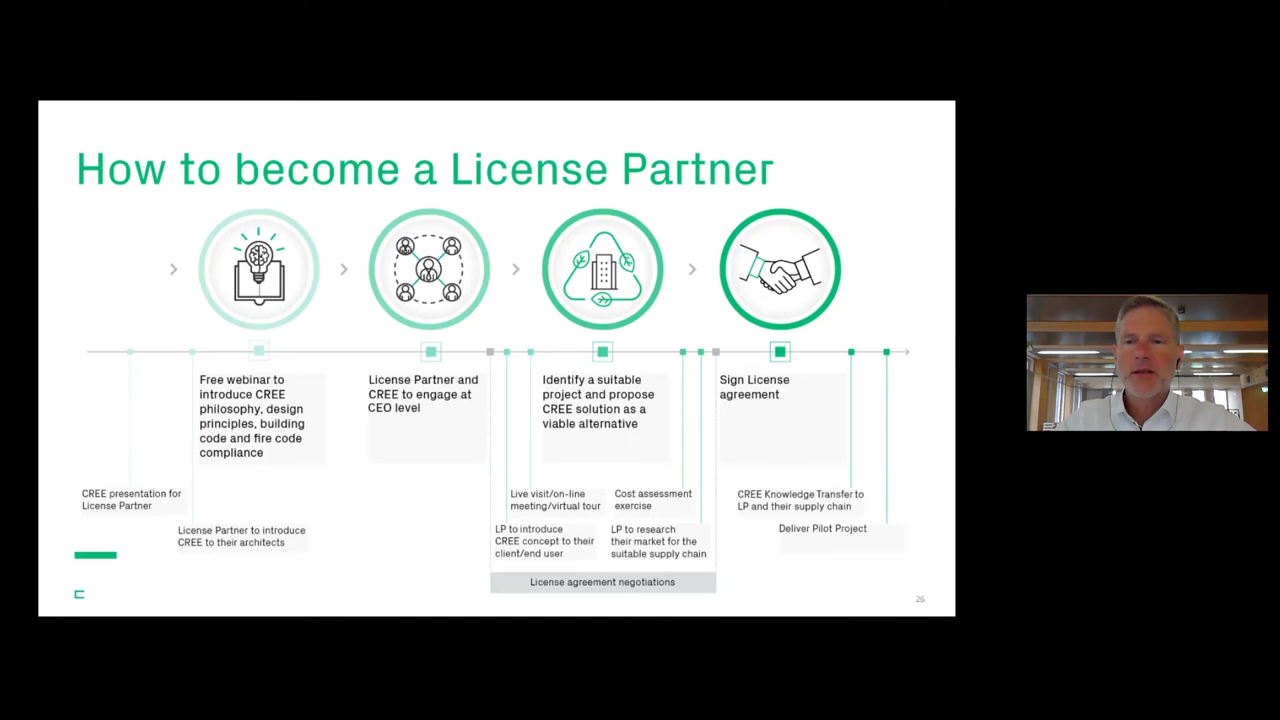 How to become a License Partner
Free webinar to
introduce CREE
philosophy, design
principles, building
code and fire code
compliance
License Partner and
CREE to engage at
CEO level
Identify a suitable
project and propose
CREE solution as a
viable alternative
Sign License
agreement
CREE presentation for
License Partner
License Partner to introduce
CREE to their architects
Live visit/on-line
meeting/virtual tour
LP to introduce
CREE concept to their
client/end user
Cost assessment
exercise
LP to research
their market for the
suitable supply chain
CREE Knowledge Transfer to
LP and their supply chain
Deliver Pilot Project
License agreement negotiations
26